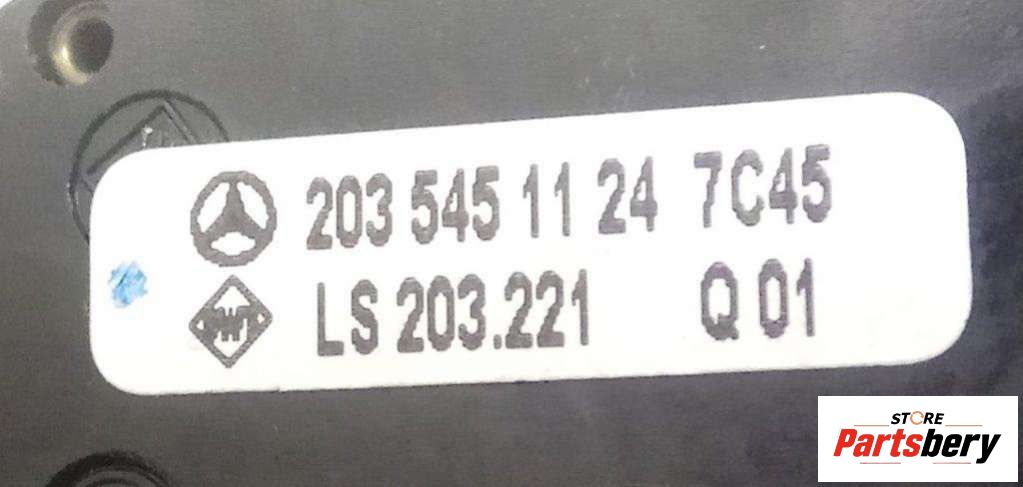 203 545 11 24 7C45
LS 203.221 Q 01
STORE
Partsbery